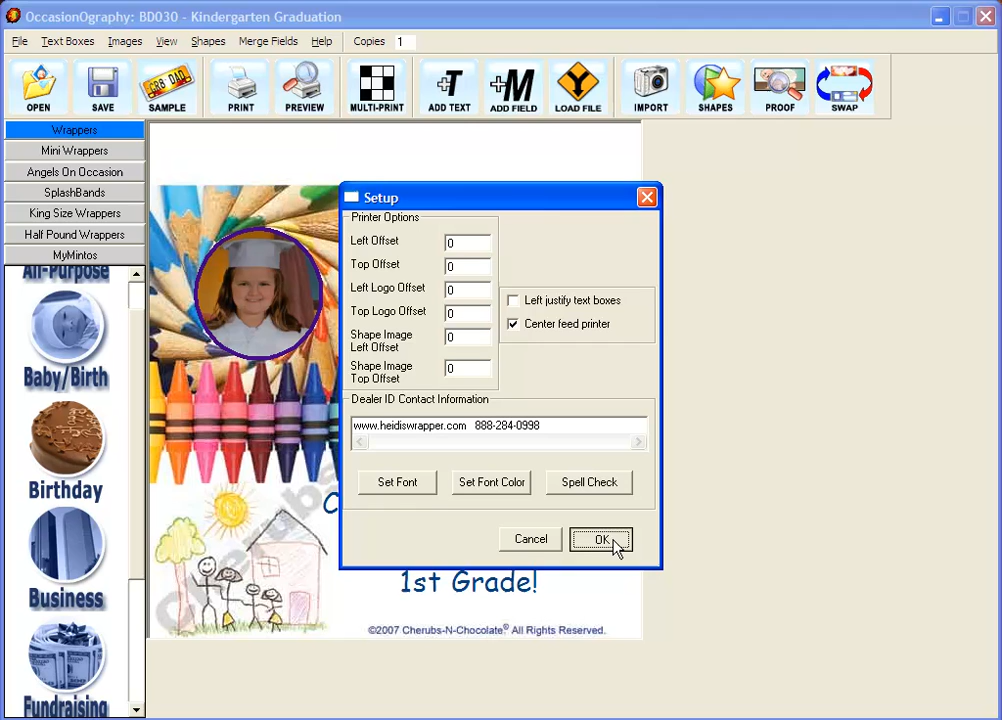 OccasionOgraphy: BD030 - Kindergarten Graduation
File Text Boxes Images View Shapes Merge Fields Help Copies 1
OPEN SAVE SAMPLE PRINT PREVIEW MULTI-PRINT ADD TEXT ADD FIELD LOAD FILE IMPORT SHAPES PROOF SWAP
CR8 DAD
+T
+M
Wrappers
Mini Wrappers
Angels On Occasion
SplashBands
King Size Wrappers
Half Pound Wrappers
MyMintos
All-Purpose
Baby/Birth
Birthday
Business
Fundraising
Setup
Printer Options
Left Offset 0
Top Offset 0
Left Logo Offset 0
Top Logo Offset 0
Shape Image
Left Offset 0
Shape Image
Top Offset 0
Left justify text boxes
Center feed printer
Dealer ID Contact Information
www.heidiswrapper.com 888-284-0998
Set Font Set Font Color Spell Check
Cancel OK
1st Grade!
©2007 Cherubs-N-Chocolate® All Rights Reserved.